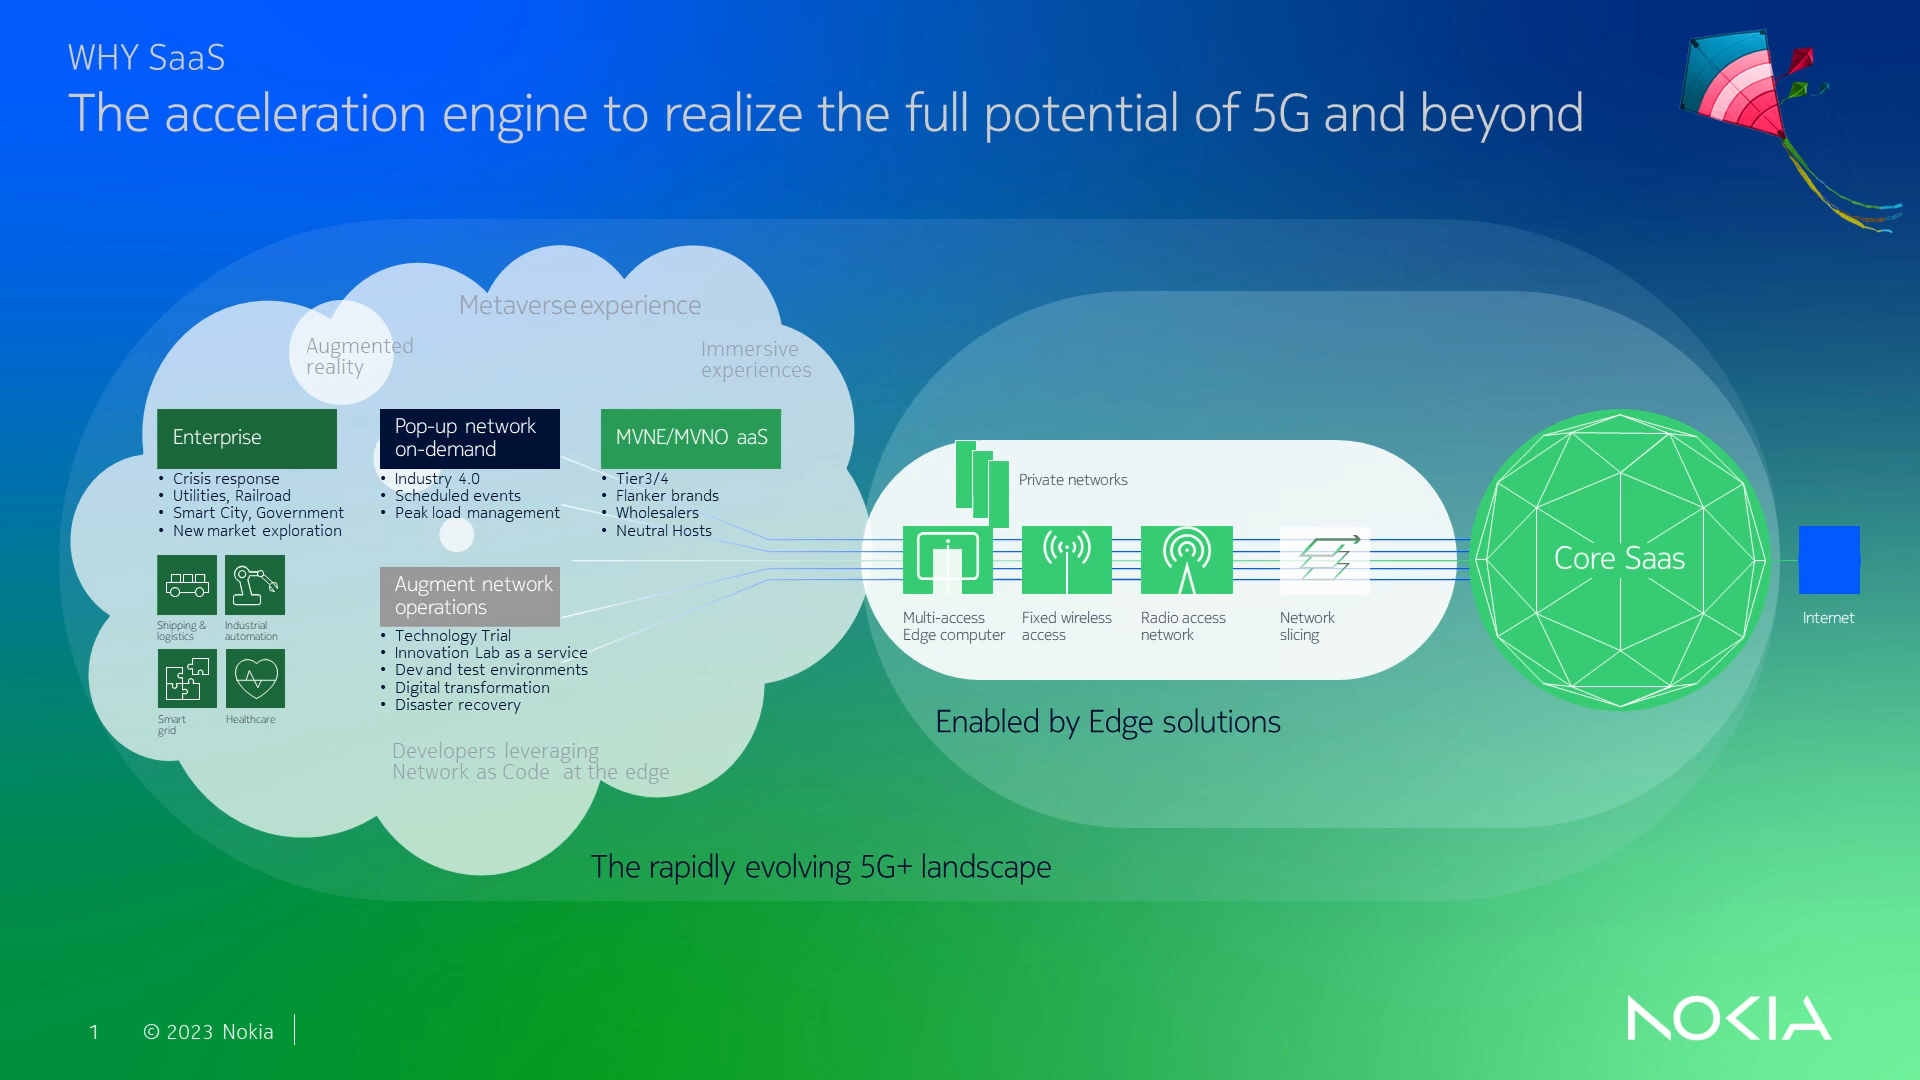 WHY SaaS
The acceleration engine to realize the full potential of 5G and beyond
Metaverse experience
Augmented
reality
Immersive
experiences
Enterprise
• Crisis response
• Utilities, Railroad
• Smart City, Government
• New market exploration
Shipping &
logistics
Industrial
automation
Smart
grid
Healthcare
Pop-up network
on-demand
• Industry 4.0
• Scheduled events
• Peak load management
Augment network
operations
• Technology Trial
• Innovation Lab as a service
• Dev and test environments
• Digital transformation
• Disaster recovery
MVNE/MVNO aaS
• Tier3/4
• Flanker brands
• Wholesalers
• Neutral Hosts
Developers leveraging
Network as Code at the edge
Private networks
Multi-access
Edge computer
Fixed wireless
access
Radio access
network
Network
slicing
Core Saas
Internet
Enabled by Edge solutions
The rapidly evolving 5G+ landscape
1
© 2023 Nokia
NOKIA